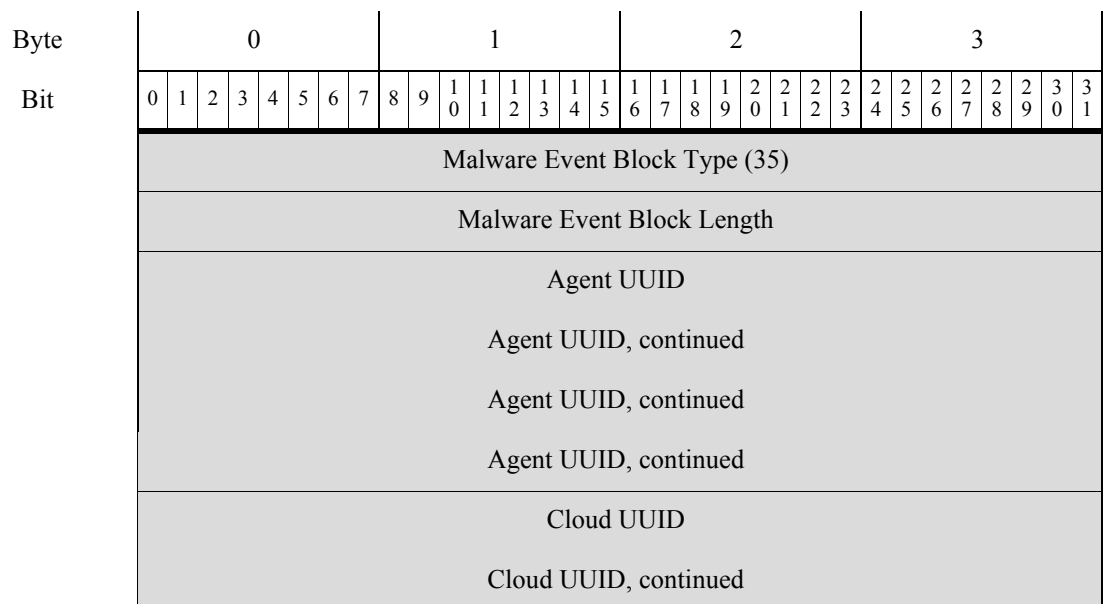 Byte 0 1 2 3
Bit 0 1 2 3 4 5 6 7 8 9 10 11 12 13 14 15 16 17 18 19 20 21 22 23 24 25 26 27 28 29 30 31
Malware Event Block Type (35)
Malware Event Block Length
Agent UUID
Agent UUID, continued
Agent UUID, continued
Agent UUID, continued
Cloud UUID
Cloud UUID, continued